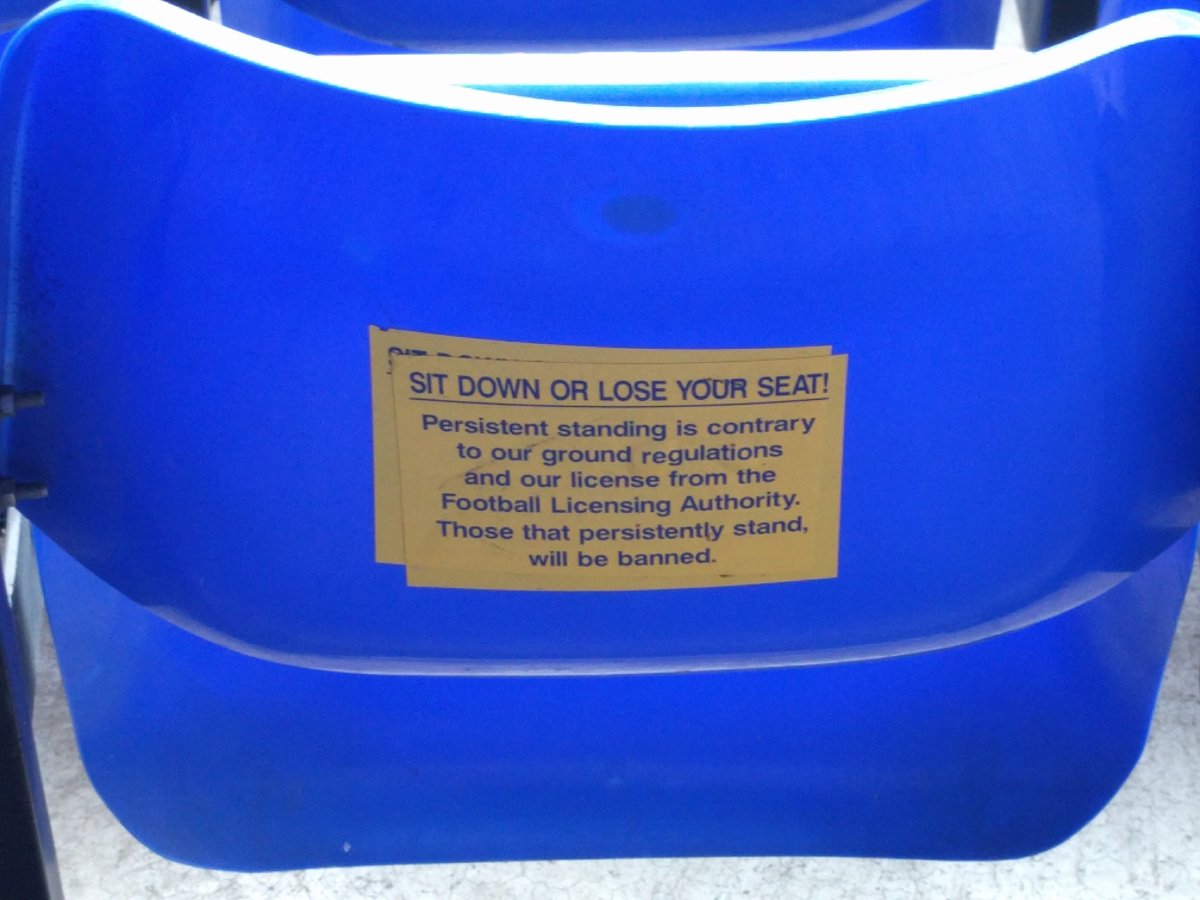 SIT DOWN OR LOSE YOUR SEAT!
Persistent standing is contrary
to our ground regulations
and our license from the
Football Licensing Authority.
Those that persistently stand,
will be banned.